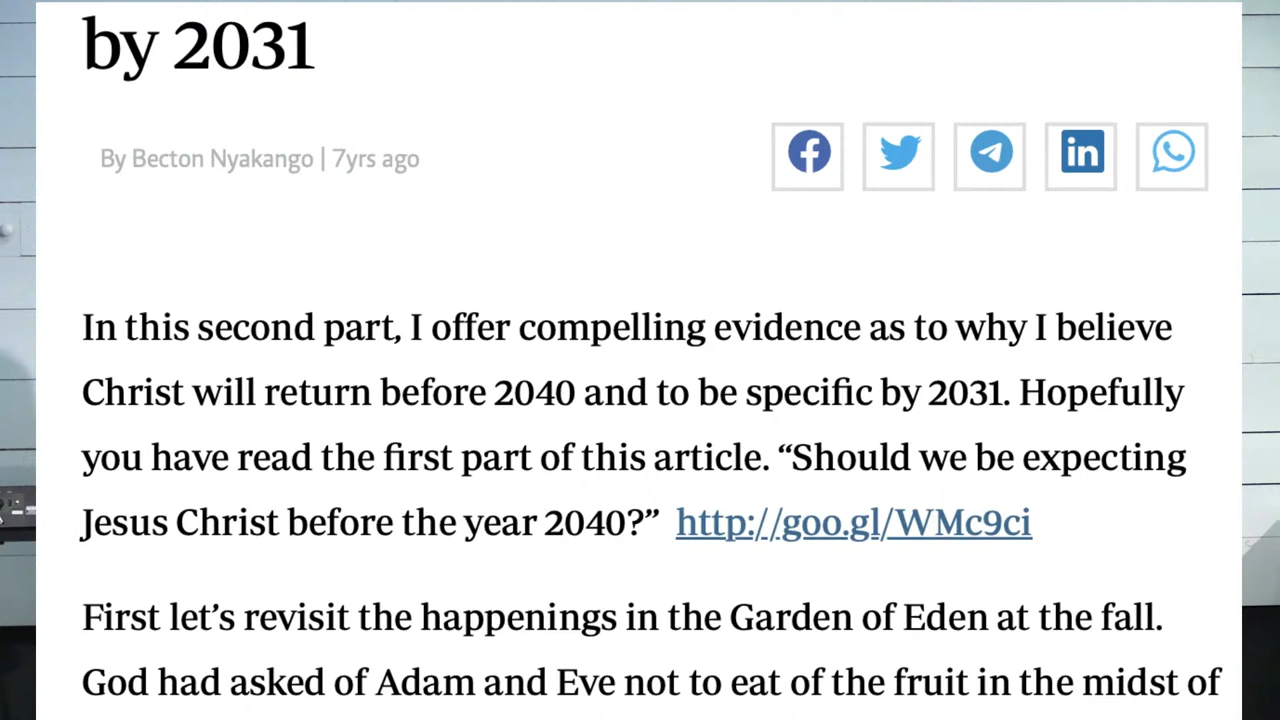 by 2031
By Becton Nyakango | 7yrs ago
In this second part, I offer compelling evidence as to why I believe
Christ will return before 2040 and to be specific by 2031. Hopefully
you have read the first part of this article. “Should we be expecting
Jesus Christ before the year 2040?” http://goo.gl/WMc9ci
First let’s revisit the happenings in the Garden of Eden at the fall.
God had asked of Adam and Eve not to eat of the fruit in the midst of